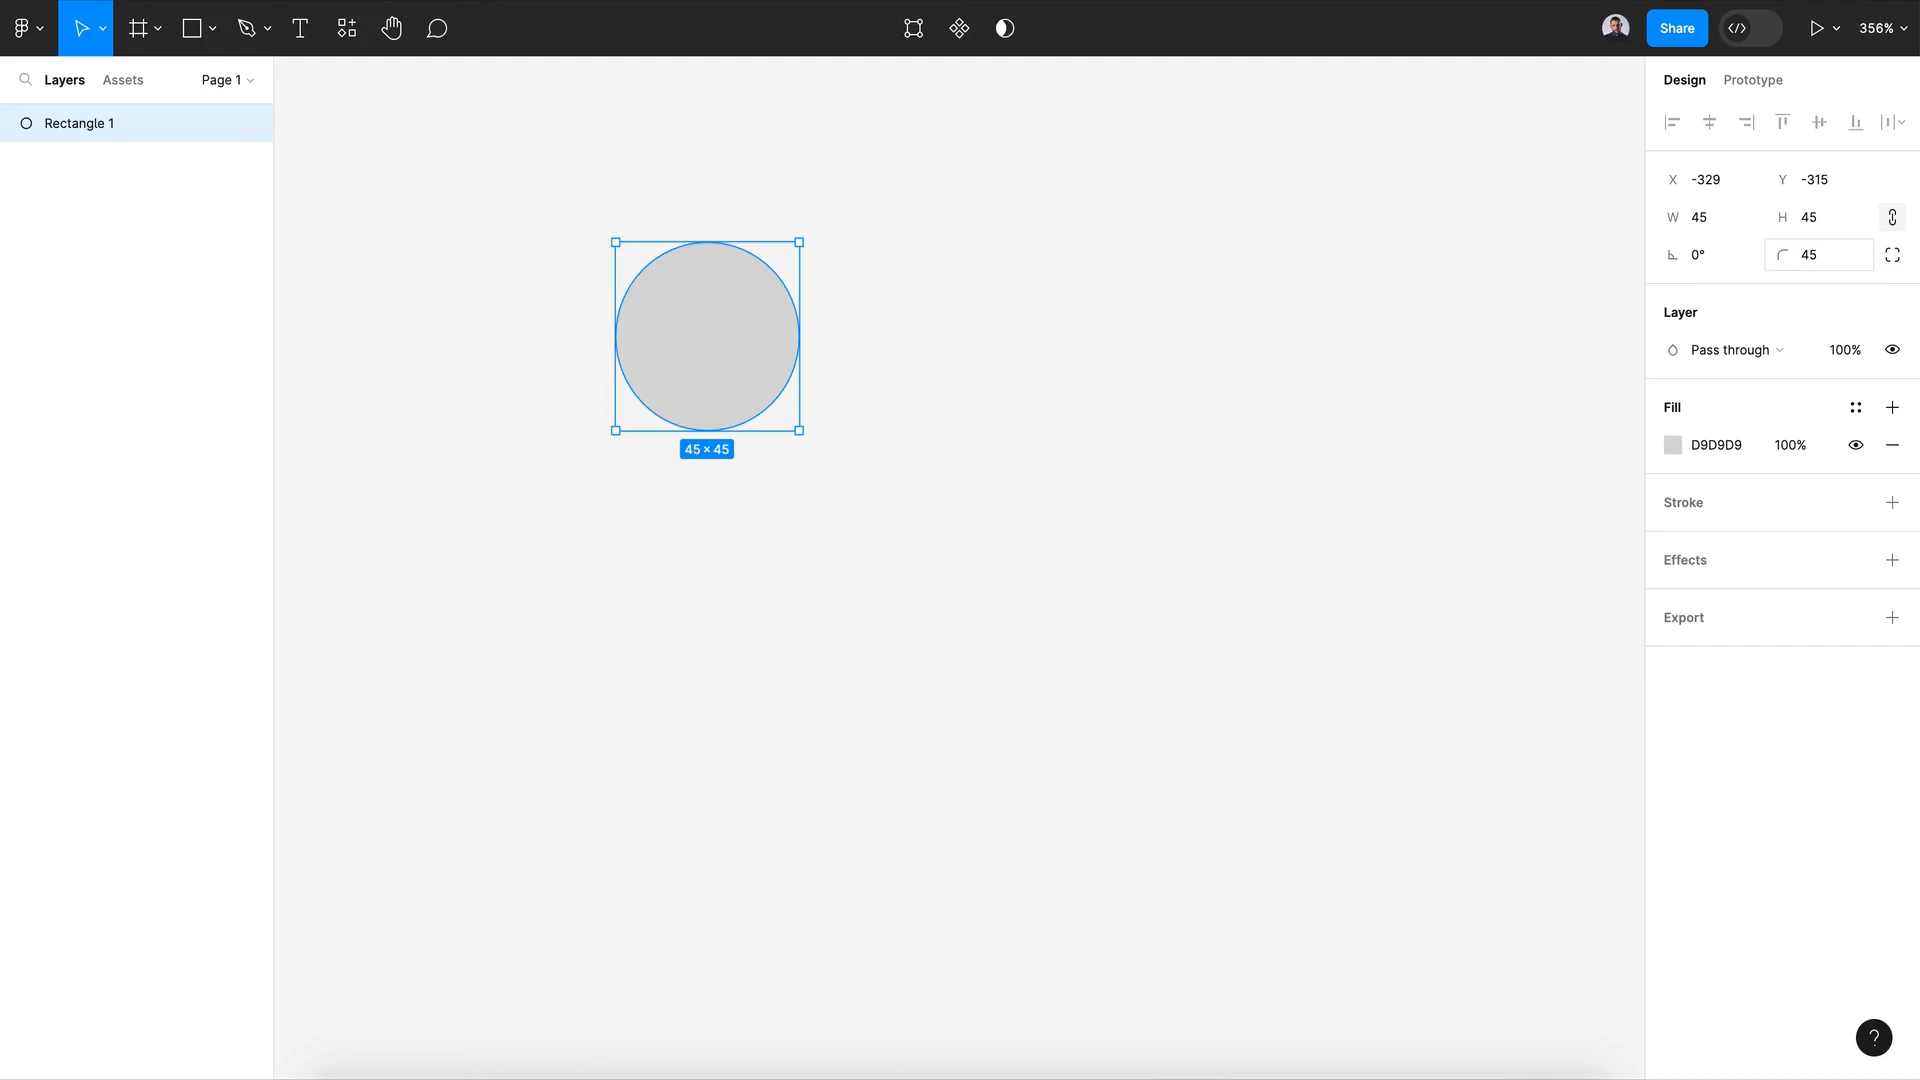 Share
356%
Layers
Assets
Page 1
Design
Prototype
Rectangle 1
X -329
Y -315
W 45
H 45
0°
45
45 × 45
Layer
Pass through
100%
Fill
D9D9D9
100%
Stroke
Effects
Export
?